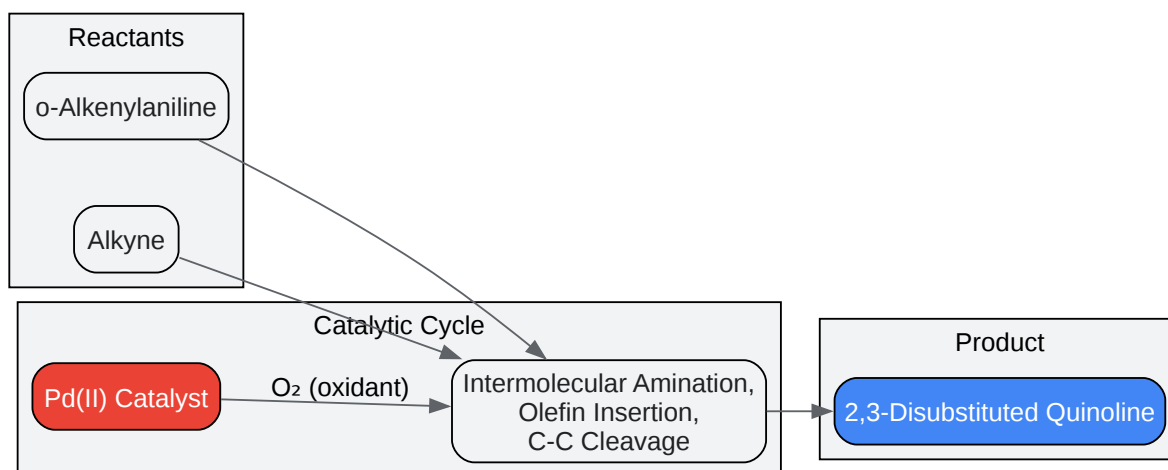 Reactants
o-Alkenylaniline
Alkyne
Catalytic Cycle
Pd(II) Catalyst
O₂ (oxidant)
Intermolecular Amination,
Olefin Insertion,
C-C Cleavage
Product
2,3-Disubstituted Quinoline